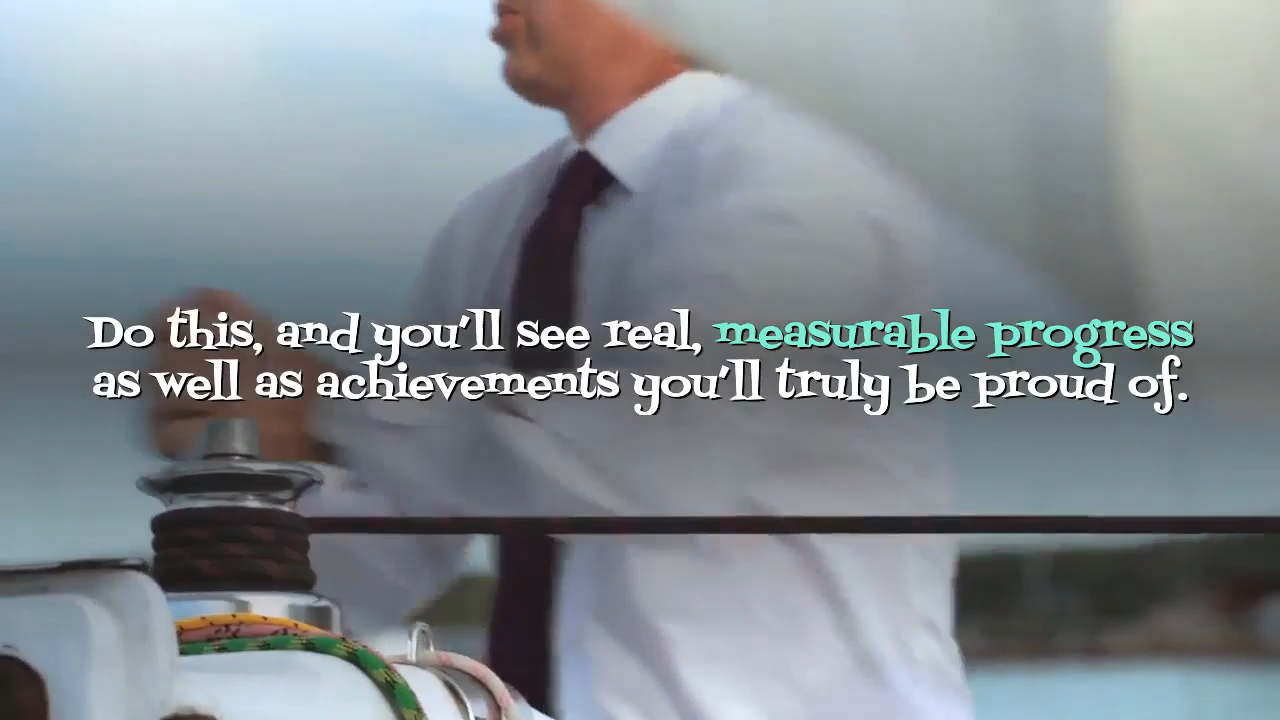 Do this, and you'll see real, measurable progress
as well as achievements you'll truly be proud of.